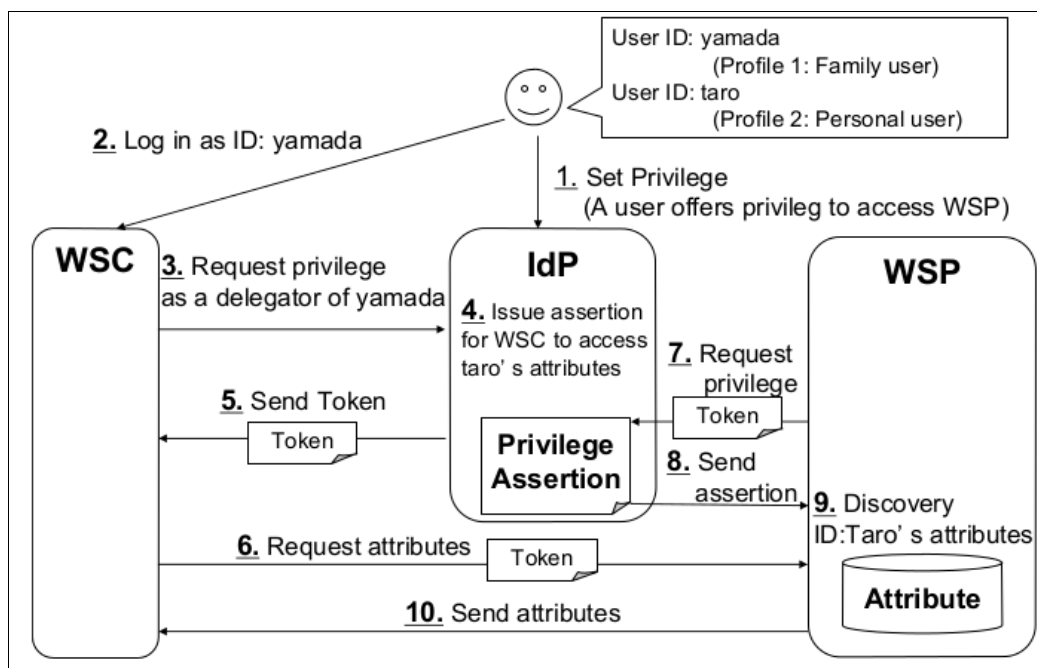 User ID: yamada
(Profile 1: Family user)
User ID: taro
(Profile 2: Personal user)
2. Log in as ID: yamada
1. Set Privilege
(A user offers privileg to access WSP)
WSC
IdP
WSP
3. Request privilege
as a delegator of yamada
4. Issue assertion
for WSC to access
taro's attributes
7. Request
privilege
5. Send Token
Token
Token
Privilege
Assertion
8. Send
assertion
9. Discovery
ID:Taro's attributes
6. Request attributes
Token
Attribute
10. Send attributes